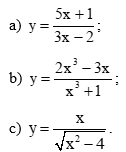 a) y = (5x + 1)/(3x − 2);
b) y = (2x³ − 3x)/(x³ + 1);
c) y = x/√(x² − 4).